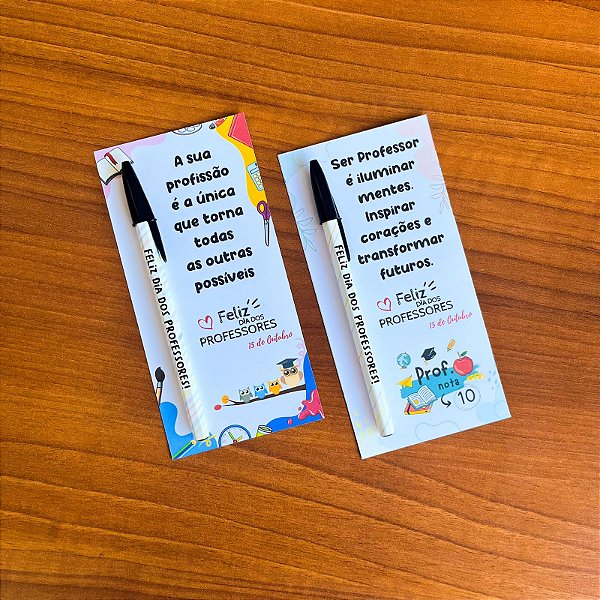 A sua
profissão
é a única
que torna
todas
as outras
possíveis
Feliz
DIA DOS
PROFESSORES
15 de Outubro
FELIZ DIA DOS PROFESSORES!
Ser Professor
é iluminar
mentes.
Inspirar
corações e
transformar
futuros.
Feliz
DIA DOS
PROFESSORES
15 de Outubro
Prof.
nota
10
FELIZ DIA DOS PROFESSORES!